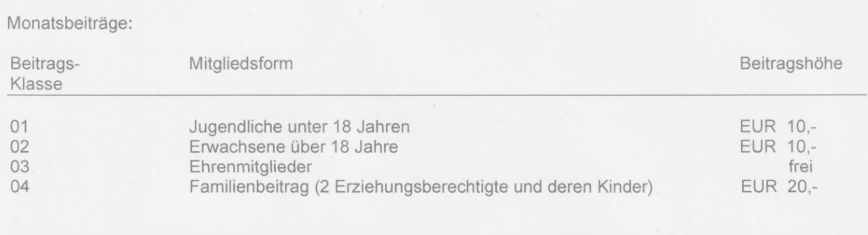 Monatsbeiträge:
Beitrags- Mitgliedsform Beitragshöhe
Klasse
01 Jugendliche unter 18 Jahren EUR 10,-
02 Erwachsene über 18 Jahre EUR 10,-
03 Ehrenmitglieder frei
04 Familienbeitrag (2 Erziehungsberechtigte und deren Kinder) EUR 20,-